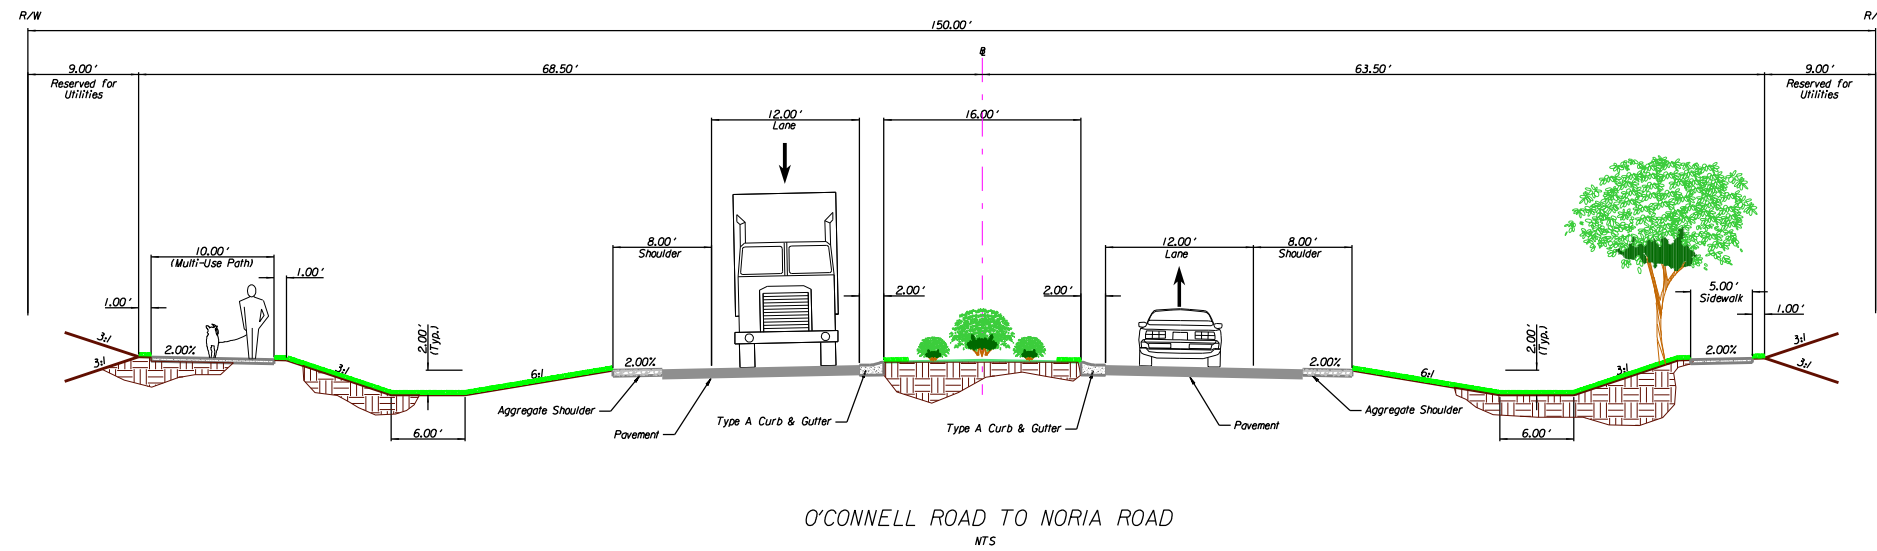 R/W
R/
150.00'
9.00'
68.50'
63.50'
9.00'
Reserved for
Utilities
Reserved for
Utilities
12.00'
Lane
16.00'
8.00'
Shoulder
12.00'
Lane
8.00'
Shoulder
10.00'
(Multi-Use Path)
1.00'
1.00'
2.00'
2.00'
5.00'
Sidewalk
1.00'
2.00'
(Typ.)
2.00'
(Typ.)
3:1
3:1
2.00%
3:1
6:1
2.00%
2.00%
6:1
3:1
2.00%
3:1
3:1
6.00'
6.00'
Aggregate Shoulder
Pavement
Type A Curb & Gutter
Type A Curb & Gutter
Pavement
Aggregate Shoulder
O'CONNELL ROAD TO NORIA ROAD
NTS